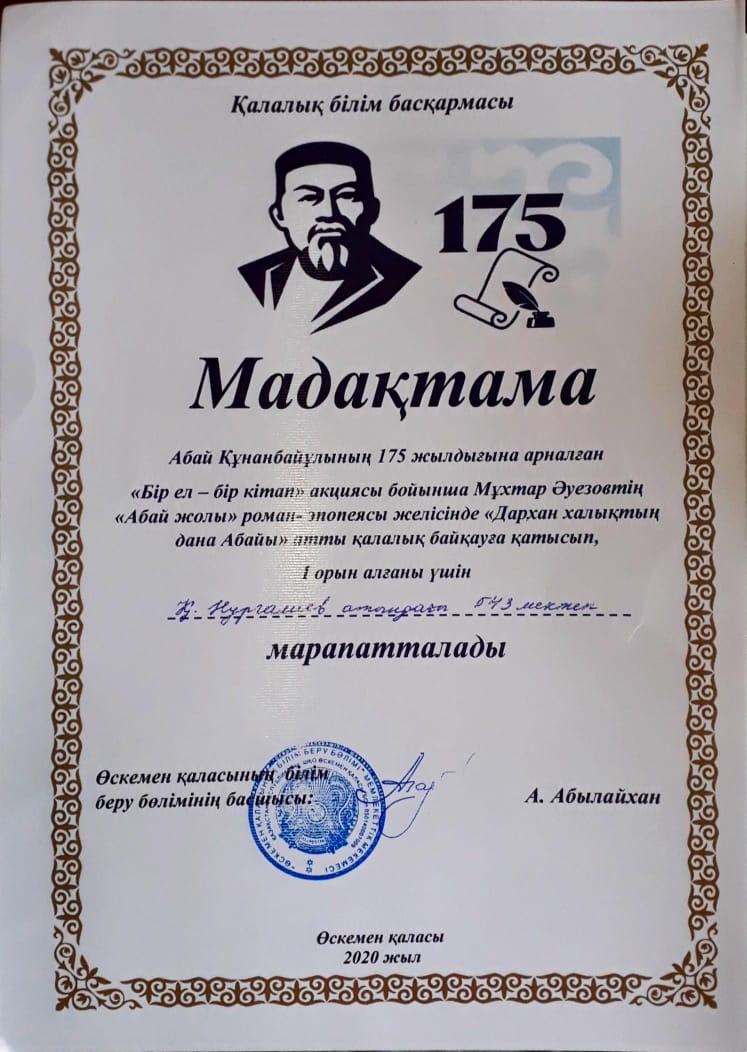 Қалалық білім басқармасы
175
Мадақтама
Абай Құнанбайұлының 175 жылдығына арналған
«Бір ел – бір кітап» акциясы бойынша Мұхтар Әуезовтің
«Абай жолы» роман- эпопеясы желісінде «Дархан халықтың
дана Абайы» атты қалалық байқауға қатысып,
I орын алғаны үшін
Қ. Нұргалиев атындағы мектеп
марапатталады
Өскемен қаласының білім
беру бөлімінің басшысы:
А. Абылайхан
Өскемен қаласы
2020 жыл